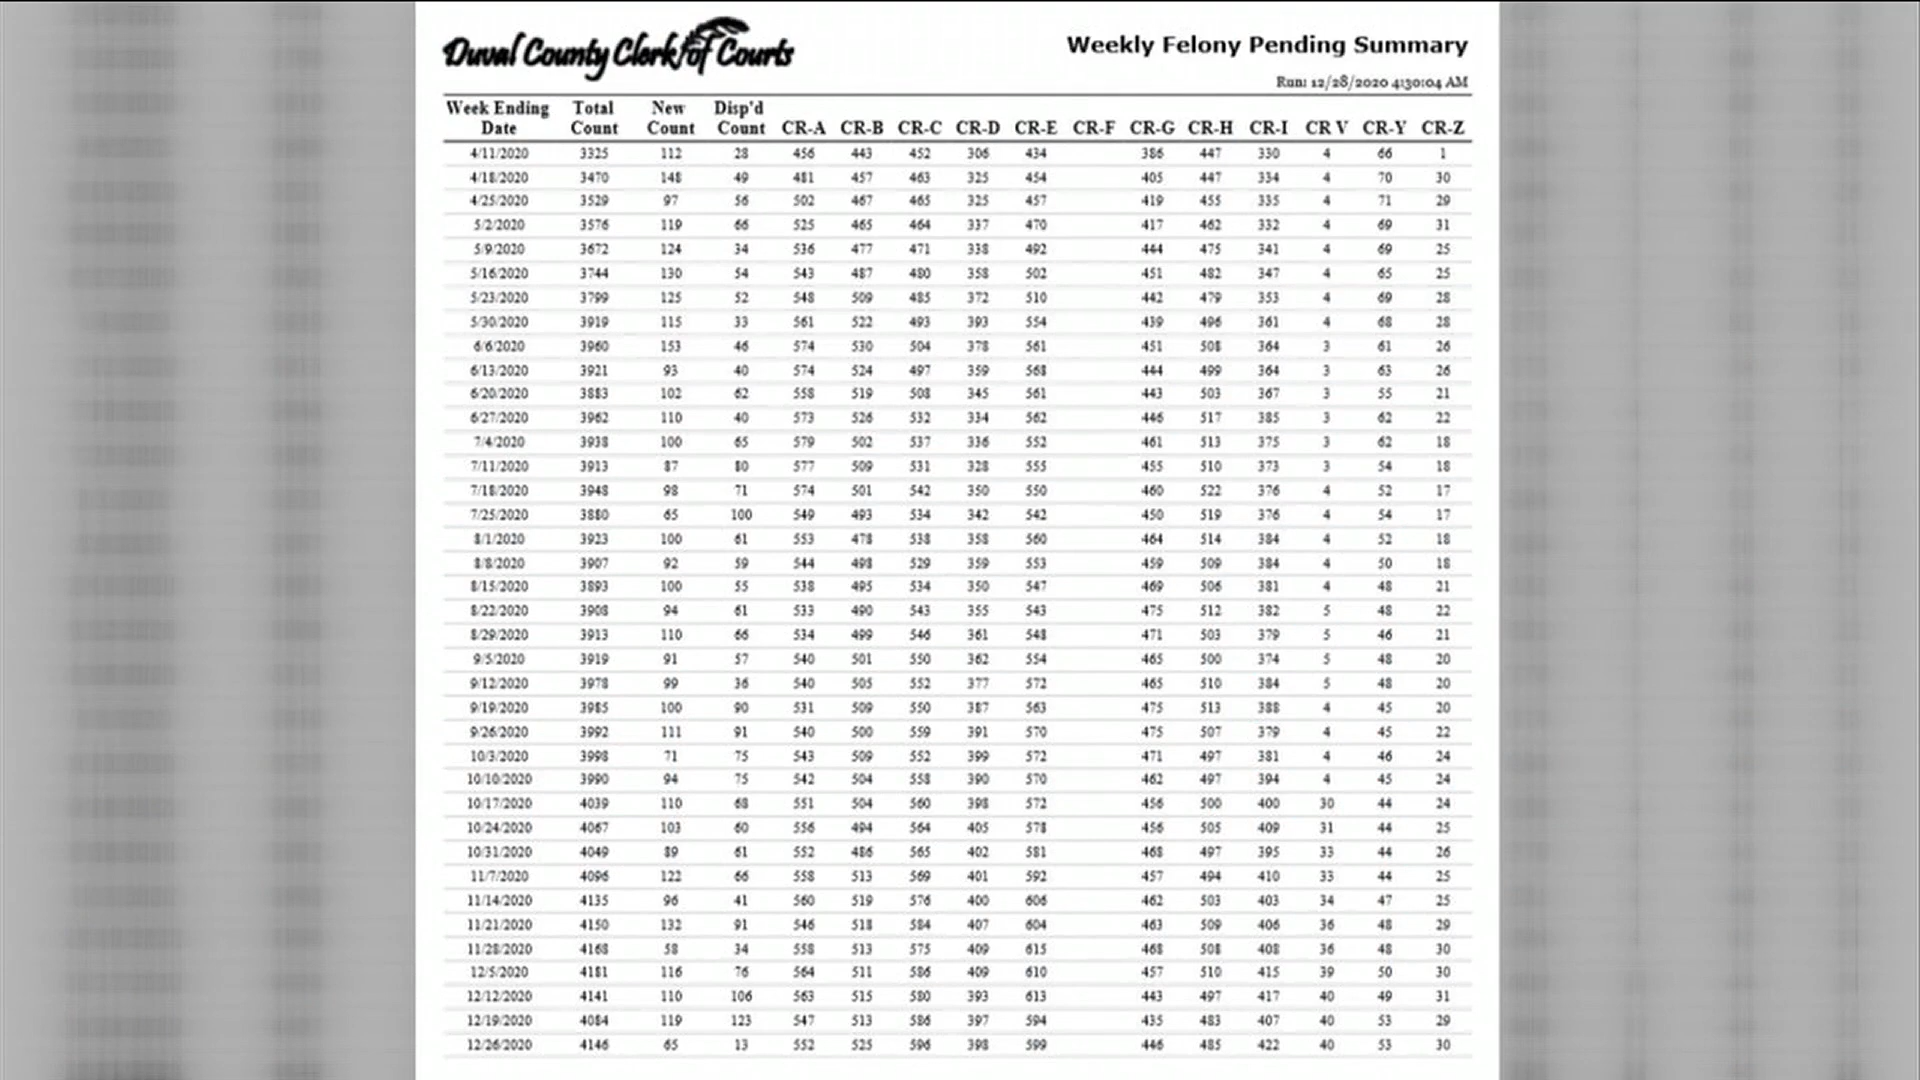 Duval County Clerk of Courts
Weekly Felony Pending Summary
Run: 12/28/2020 4:30:04 AM
Week Ending Total New Disp'd
Date Count Count Count CR-A CR-B CR-C CR-D CR-E CR-F CR-G CR-H CR-I CR V CR-Y CR-Z
4/11/2020 3325 112 28 456 443 452 306 434 386 447 330 4 66 1
4/18/2020 3470 148 49 481 457 463 325 454 405 447 334 4 70 30
4/25/2020 3529 97 56 502 467 465 325 457 419 455 335 4 71 29
5/2/2020 3576 119 66 525 465 464 337 470 417 462 332 4 69 31
5/9/2020 3672 124 34 536 477 471 338 492 444 475 341 4 69 25
5/16/2020 3744 130 54 543 487 480 358 502 451 482 347 4 65 25
5/23/2020 3799 125 52 548 509 485 372 510 442 479 353 4 69 28
5/30/2020 3919 115 33 561 522 493 393 554 439 496 361 4 68 28
6/6/2020 3960 153 46 574 530 504 378 561 451 508 364 3 61 26
6/13/2020 3921 93 40 574 524 497 359 568 444 499 364 3 63 26
6/20/2020 3883 102 62 558 519 508 345 561 443 503 367 3 55 21
6/27/2020 3962 110 40 573 526 532 334 562 446 517 385 3 62 22
7/4/2020 3938 100 65 579 502 537 336 552 461 513 375 3 62 18
7/11/2020 3913 87 80 577 509 531 328 555 455 510 373 3 54 18
7/18/2020 3948 98 71 574 501 542 350 550 460 522 376 4 52 17
7/25/2020 3880 65 100 549 493 534 342 542 450 519 376 4 54 17
8/1/2020 3923 100 61 553 478 538 358 560 464 514 384 4 52 18
8/8/2020 3907 92 59 544 498 529 359 553 459 509 384 4 50 18
8/15/2020 3893 100 55 538 495 534 350 547 469 506 381 4 48 21
8/22/2020 3908 94 61 533 490 543 355 543 475 512 382 5 48 22
8/29/2020 3913 110 66 534 499 546 361 548 471 503 379 5 46 21
9/5/2020 3919 91 57 540 501 550 362 554 465 500 374 5 48 20
9/12/2020 3978 99 36 540 505 552 377 572 465 510 384 5 48 20
9/19/2020 3985 100 90 531 509 550 387 563 475 513 388 4 45 20
9/26/2020 3992 111 91 540 500 559 391 570 475 507 379 4 45 22
10/3/2020 3998 71 75 543 509 552 399 572 471 497 381 4 46 24
10/10/2020 3990 94 75 542 504 558 390 570 462 497 394 4 45 24
10/17/2020 4039 110 68 551 504 560 398 572 456 500 400 30 44 24
10/24/2020 4067 103 60 556 494 564 405 578 456 505 409 31 44 25
10/31/2020 4049 89 61 552 486 565 402 581 468 497 395 33 44 26
11/7/2020 4096 122 66 558 513 569 401 592 457 494 410 33 44 25
11/14/2020 4135 96 41 560 519 576 400 606 462 503 403 34 47 25
11/21/2020 4150 132 91 546 518 584 407 604 463 509 406 36 48 29
11/28/2020 4168 58 34 558 513 575 409 615 468 508 408 36 48 30
12/5/2020 4181 116 76 564 511 586 409 610 457 510 415 39 50 30
12/12/2020 4141 110 106 563 515 580 393 613 443 497 417 40 49 31
12/19/2020 4084 119 123 547 513 586 397 594 435 483 407 40 53 29
12/26/2020 4146 65 13 552 525 596 398 599 446 485 422 40 53 30